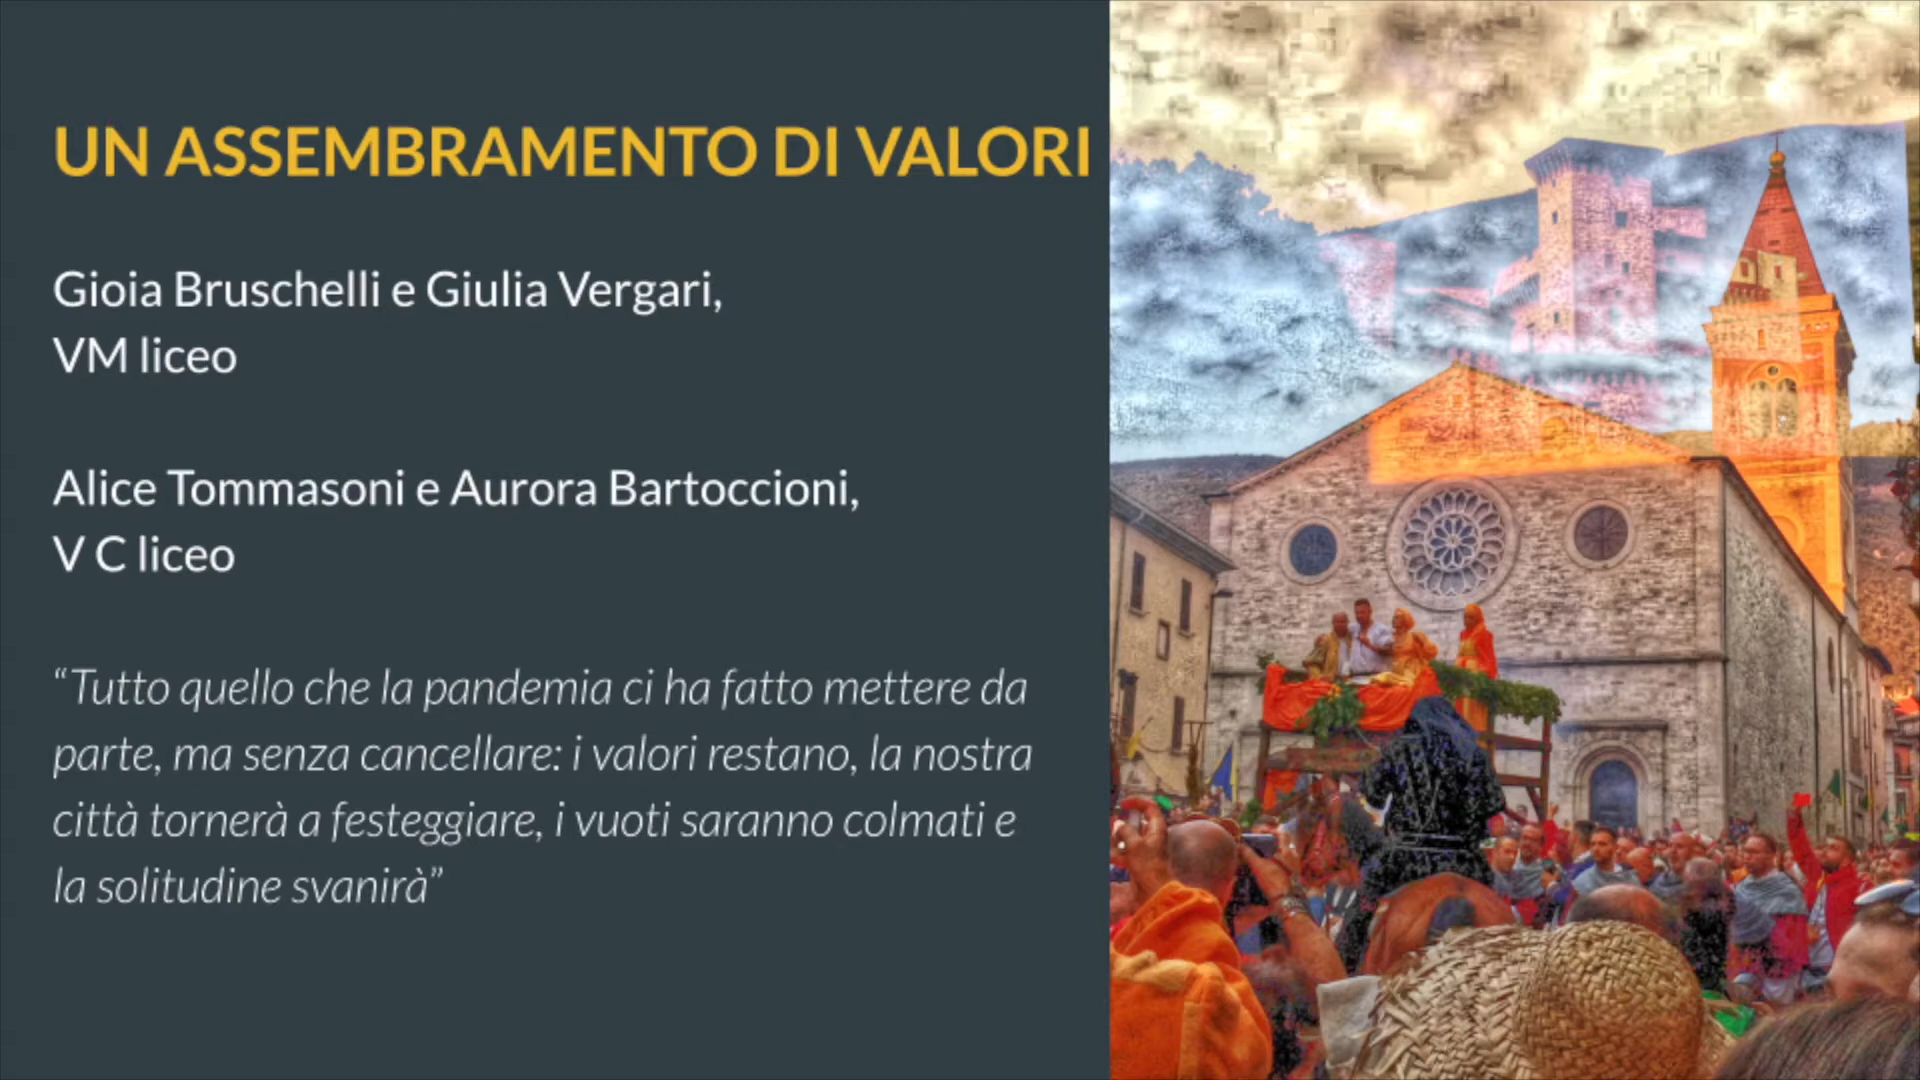 UN ASSEMBRAMENTO DI VALORI
Gioia Bruschelli e Giulia Vergari,
VM liceo
Alice Tommasoni e Aurora Bartoccioni,
V C liceo
“Tutto quello che la pandemia ci ha fatto mettere da
parte, ma senza cancellare: i valori restano, la nostra
città tornerà a festeggiare, i vuoti saranno colmati e
la solitudine svanirà”